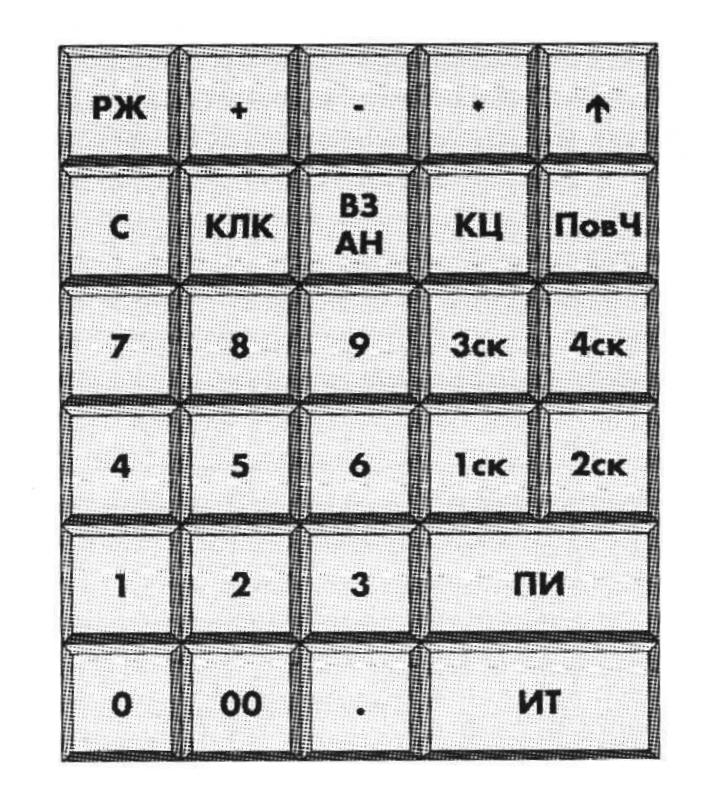 РЖ + - * ↑
С КЛК ВЗ АН КЦ ПовЧ
7 8 9 3ск 4ск
4 5 6 1ск 2ск
1 2 3 ПИ
0 00 . ИТ